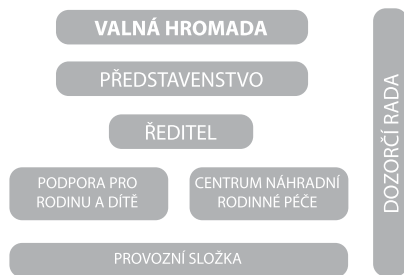 VALNÁ HROMADA
PŘEDSTAVENSTVO
ŘEDITEL
PODPORA PRO
RODINU A DÍTĚ
CENTRUM NÁHRADNÍ
RODINNÉ PÉČE
PROVOZNÍ SLOŽKA
DOZORČÍ RADA